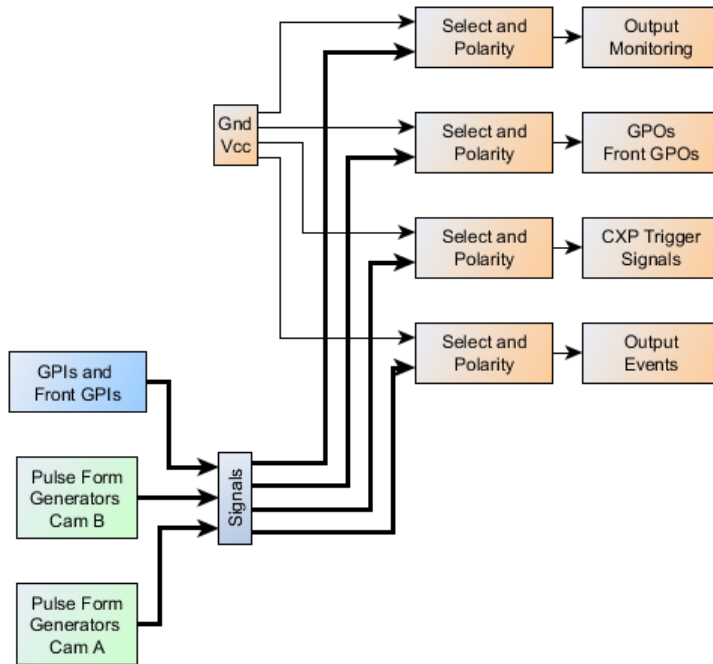 Select and
Polarity
Output
Monitoring
Gnd
Vcc
Select and
Polarity
GPOs
Front GPOs
Select and
Polarity
CXP Trigger
Signals
Select and
Polarity
Output
Events
GPIs and
Front GPIs
Pulse Form
Generators
Cam B
Signals
Pulse Form
Generators
Cam A